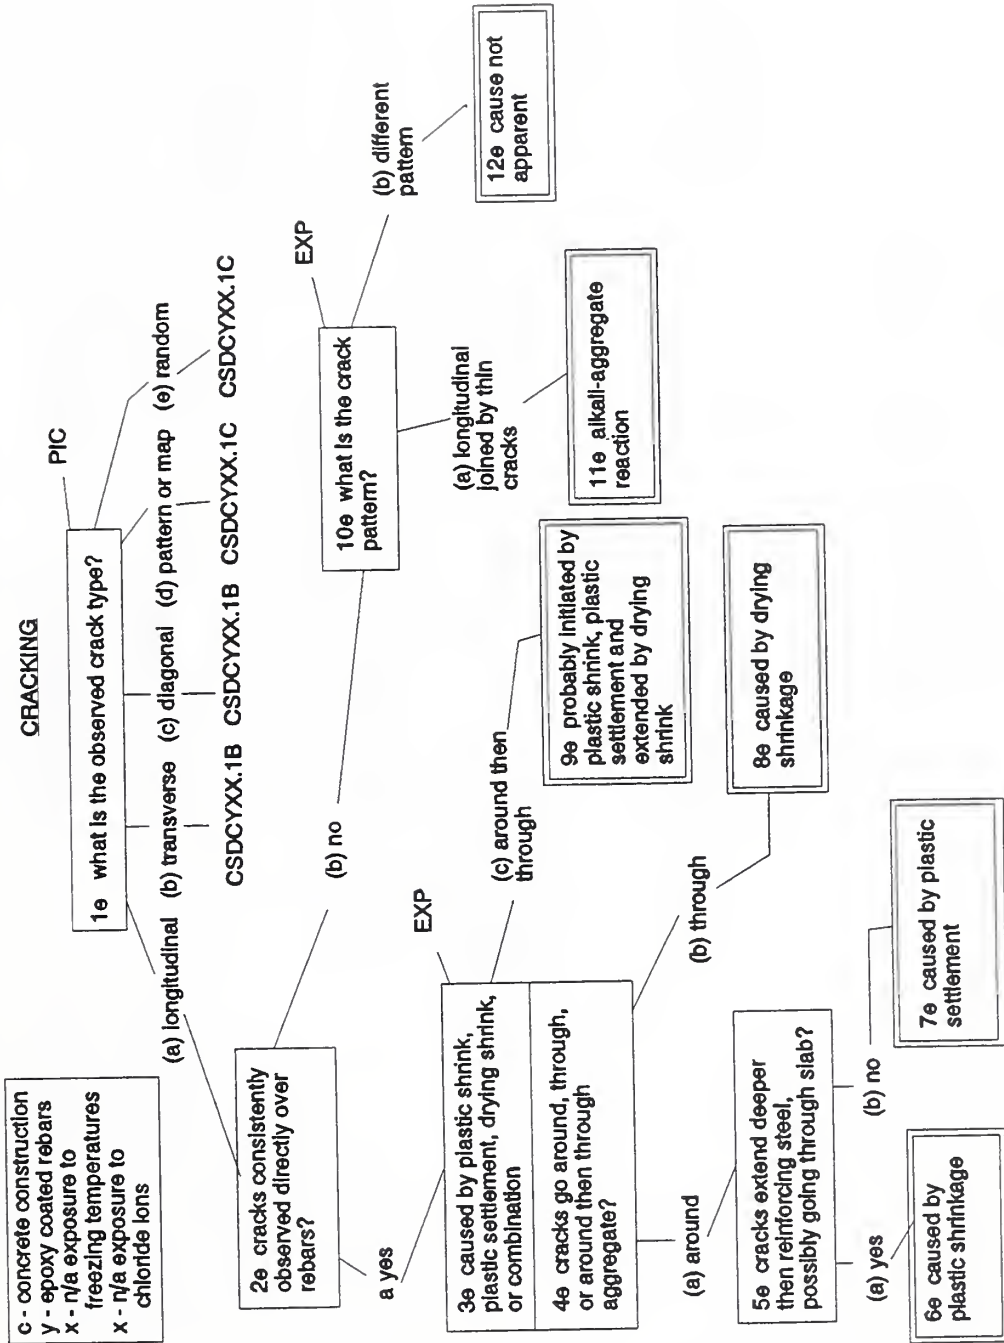 CRACKING
c - concrete construction
y - epoxy coated rebars
x - n/a exposure to
freezing temperatures
x - n/a exposure to
chloride ions
1e what is the observed crack type?
PIC
(a) longitudinal (b) transverse (c) diagonal (d) pattern or map (e) random
CSDCYXX.1B CSDCYXX.1B CSDCYXX.1C CSDCYXX.1C
2e cracks consistently
observed directly over
rebars?
a yes
(b) no
3e caused by plastic shrink,
plastic settlement, drying shrink,
or combination
EXP
4e cracks go around, through,
or around then through
aggregate?
(a) around
(b) through
(c) around then
through
5e cracks extend deeper
then reinforcing steel,
possibly going through slab?
(a) yes
(b) no
6e caused by
plastic shrinkage
7e caused by plastic
settlement
8e caused by drying
shrinkage
9e probably initiated by
plastic shrink, plastic
settlement and
extended by drying
shrink
10e what is the crack
pattern?
EXP
(a) longitudinal
joined by thin
cracks
(b) different
pattern
11e alkali-aggregate
reaction
12e cause not
apparent